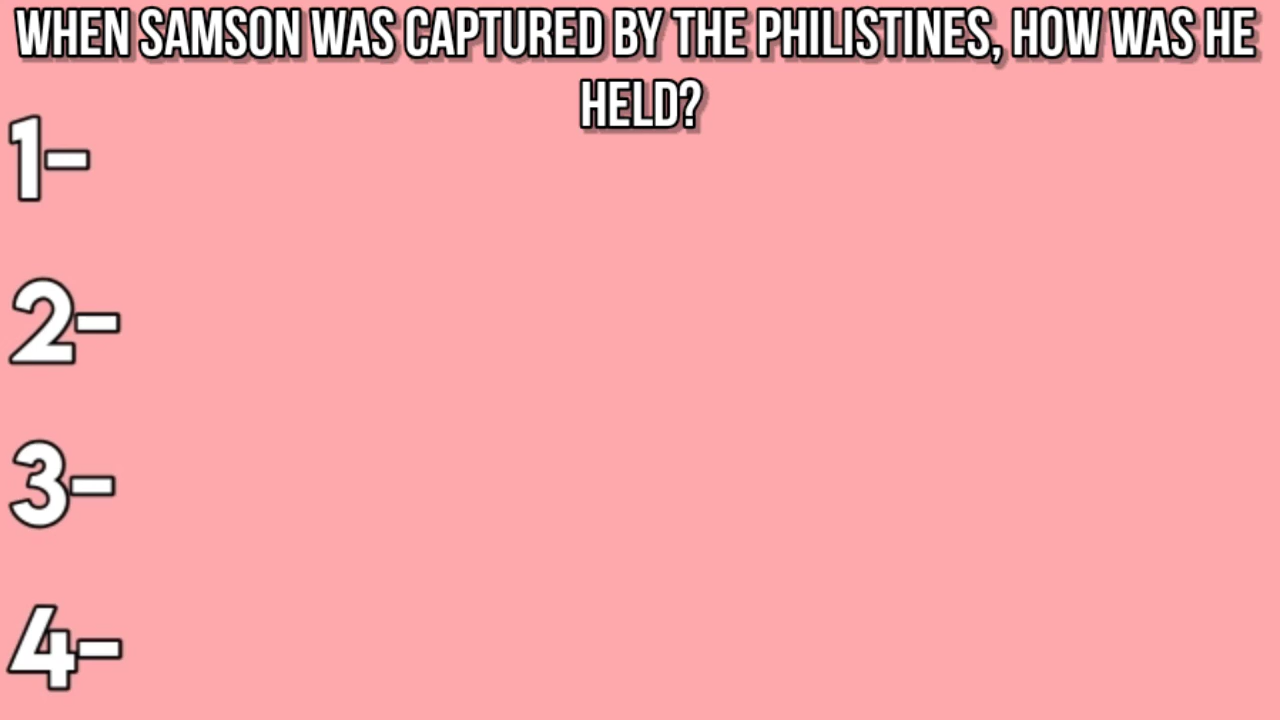 WHEN SAMSON WAS CAPTURED BY THE PHILISTINES, HOW WAS HE
HELD?
1-
2-
3-
4-